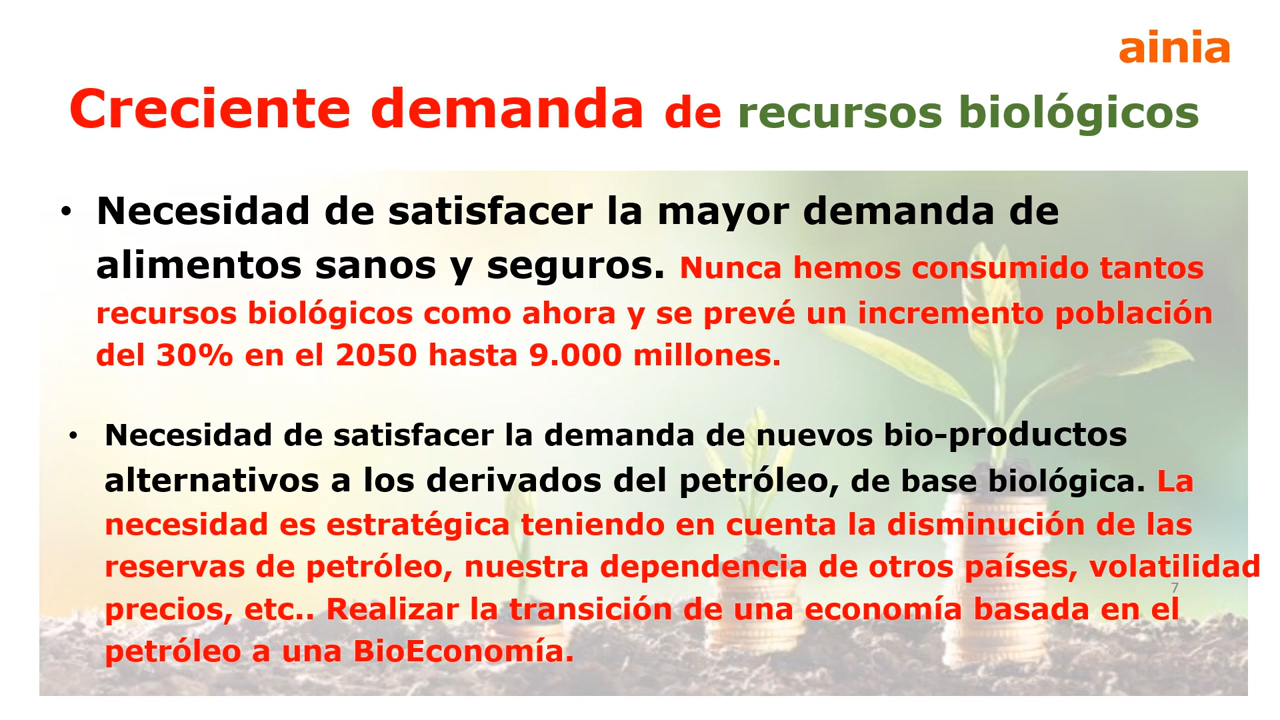 ainia
Creciente demanda de recursos biológicos
• Necesidad de satisfacer la mayor demanda de
alimentos sanos y seguros. Nunca hemos consumido tantos
recursos biológicos como ahora y se prevé un incremento población
del 30% en el 2050 hasta 9.000 millones.
• Necesidad de satisfacer la demanda de nuevos bio-productos
alternativos a los derivados del petróleo, de base biológica. La
necesidad es estratégica teniendo en cuenta la disminución de las
reservas de petróleo, nuestra dependencia de otros países, volatilidad
7
precios, etc.. Realizar la transición de una economía basada en el
petróleo a una BioEconomía.